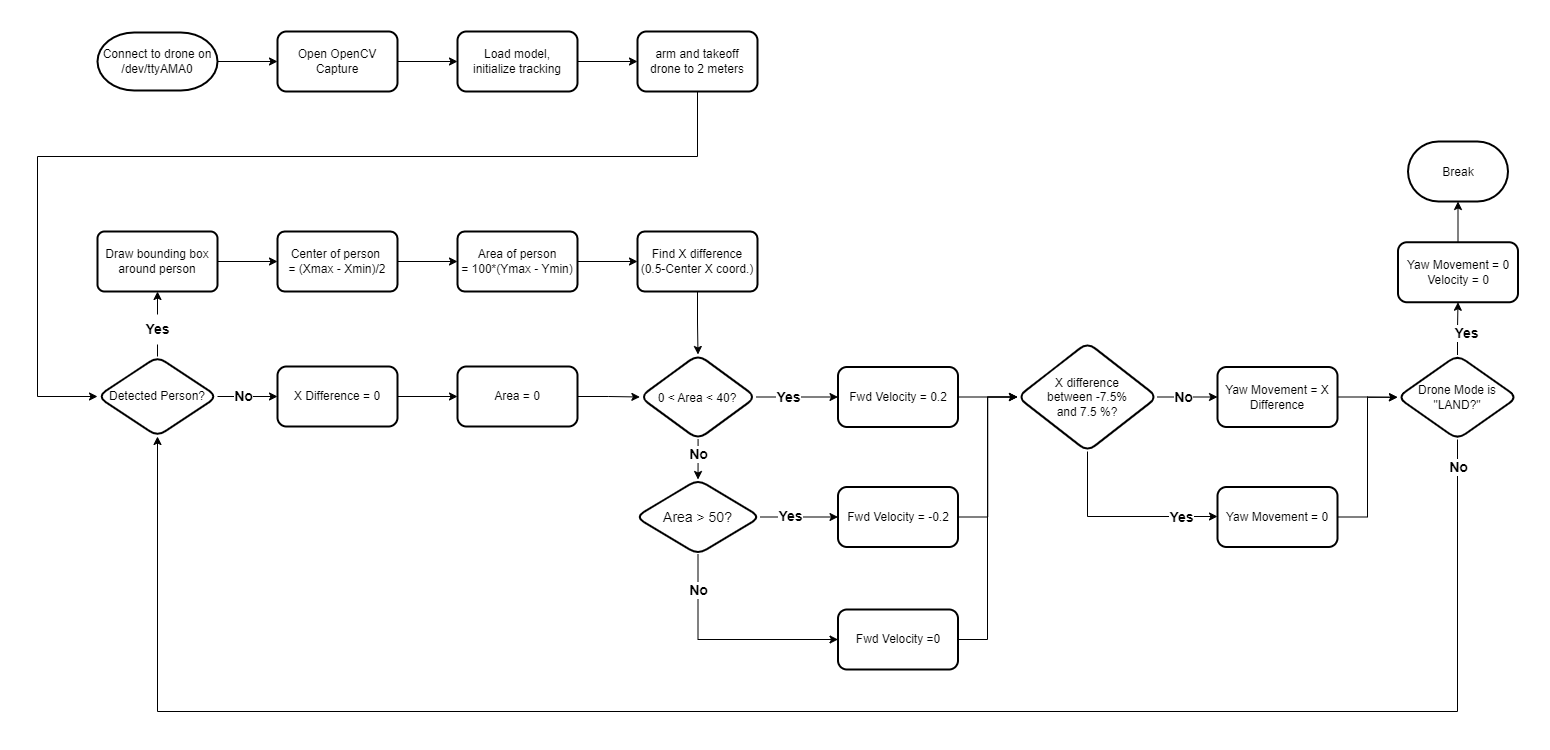 Connect to drone on
/dev/ttyAMA0
Open OpenCV
Capture
Load model,
initialize tracking
arm and takeoff
drone to 2 meters
Break
Draw bounding box
around person
Center of person
= (Xmax - Xmin)/2
Area of person
= 100*(Ymax - Ymin)
Find X difference
(0.5-Center X coord.)
Yaw Movement = 0
Velocity = 0
Yes
Yes
Detected Person?
No
X Difference = 0
Area = 0
0 < Area < 40?
Yes
Fwd Velocity = 0.2
X difference
between -7.5%
and 7.5 %?
No
Yaw Movement = X
Difference
Drone Mode is
"LAND?"
No
No
Area > 50?
Yes
Fwd Velocity = -0.2
Yes
Yaw Movement = 0
No
Fwd Velocity =0